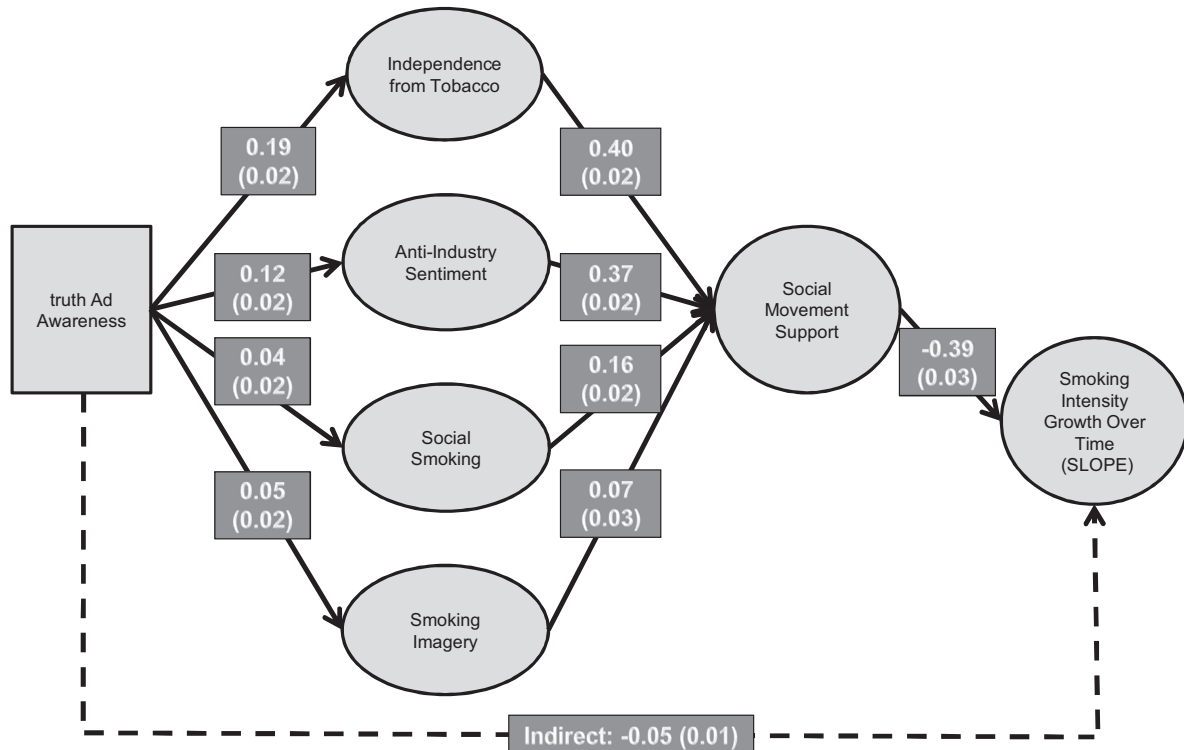 Independence
from Tobacco
0.19
(0.02)
0.40
(0.02)
truth Ad
Awareness
0.12
(0.02)
Anti-Industry
Sentiment
0.37
(0.02)
Social
Movement
Support
0.04
(0.02)
0.16
(0.02)
-0.39
(0.03)
Smoking
Intensity
Growth Over
Time
(SLOPE)
Social
Smoking
0.05
(0.02)
0.07
(0.03)
Smoking
Imagery
Indirect: -0.05 (0.01)